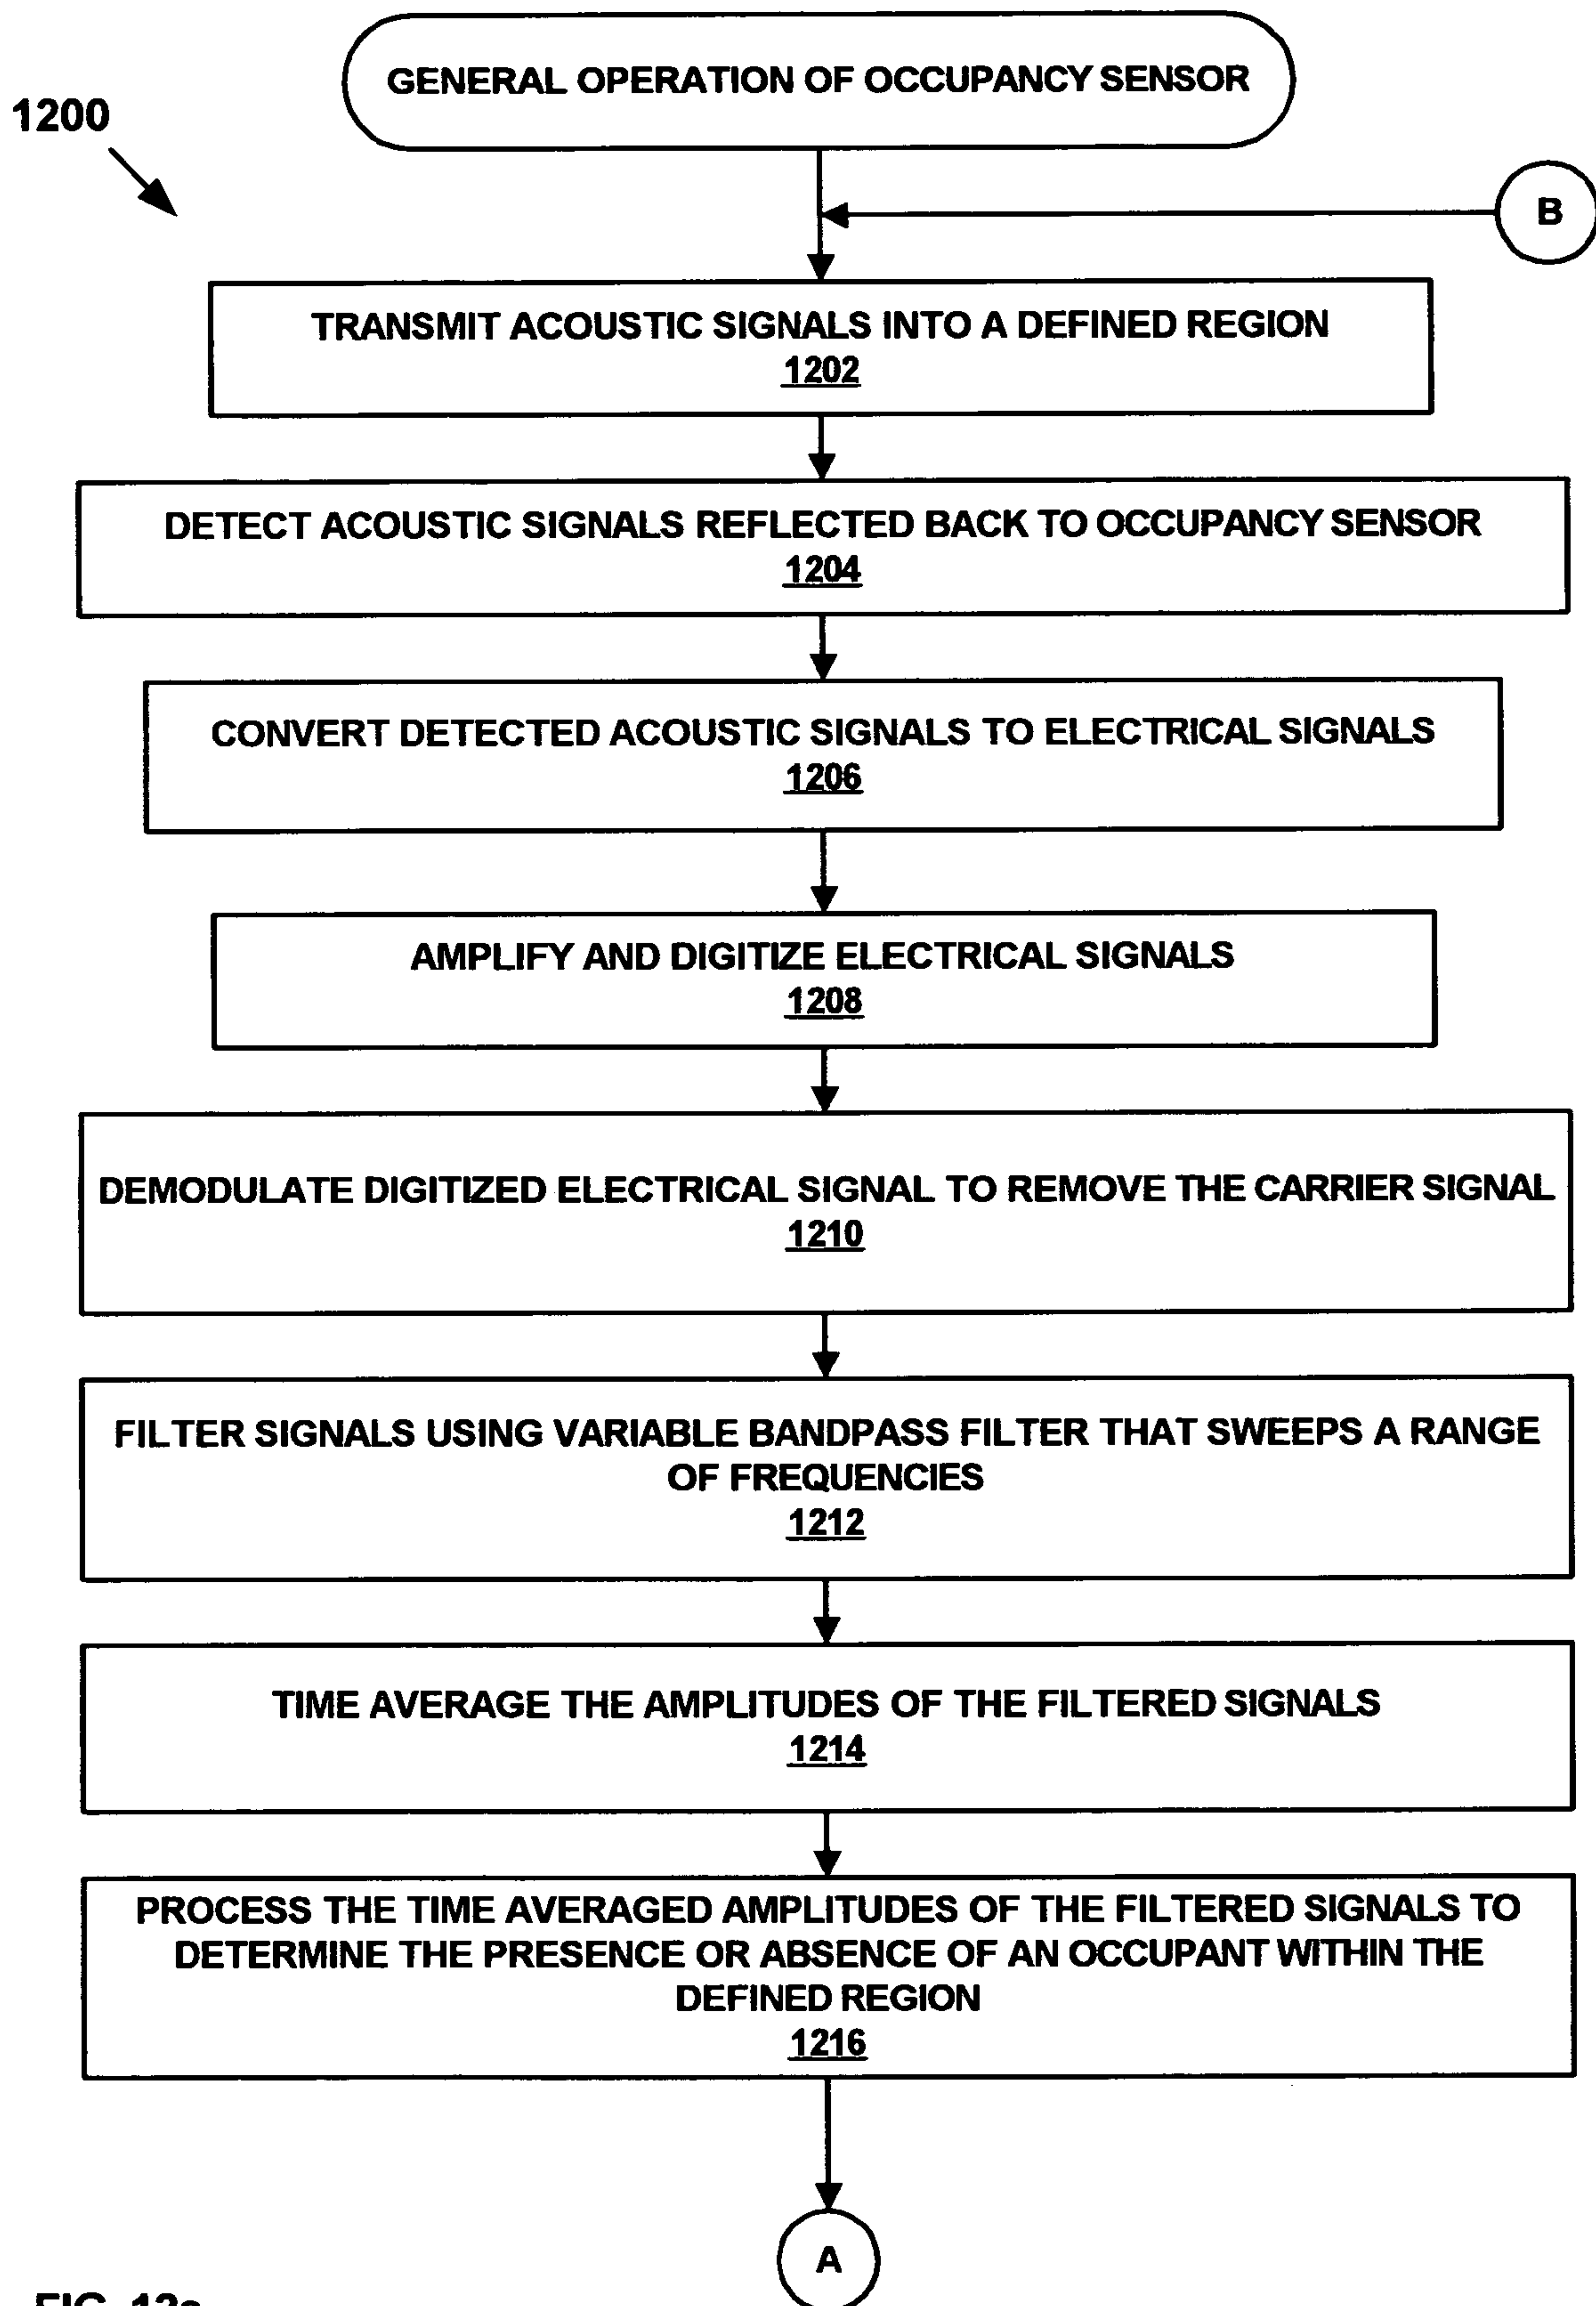 GENERAL OPERATION OF OCCUPANCY SENSOR
1200
B
TRANSMIT ACOUSTIC SIGNALS INTO A DEFINED REGION
1202
DETECT ACOUSTIC SIGNALS REFLECTED BACK TO OCCUPANCY SENSOR
1204
CONVERT DETECTED ACOUSTIC SIGNALS TO ELECTRICAL SIGNALS
1206
AMPLIFY AND DIGITIZE ELECTRICAL SIGNALS
1208
DEMODULATE DIGITIZED ELECTRICAL SIGNAL TO REMOVE THE CARRIER SIGNAL
1210
FILTER SIGNALS USING VARIABLE BANDPASS FILTER THAT SWEEPS A RANGE
OF FREQUENCIES
1212
TIME AVERAGE THE AMPLITUDES OF THE FILTERED SIGNALS
1214
PROCESS THE TIME AVERAGED AMPLITUDES OF THE FILTERED SIGNALS TO
DETERMINE THE PRESENCE OR ABSENCE OF AN OCCUPANT WITHIN THE
DEFINED REGION
1216
A
FIG. 12a